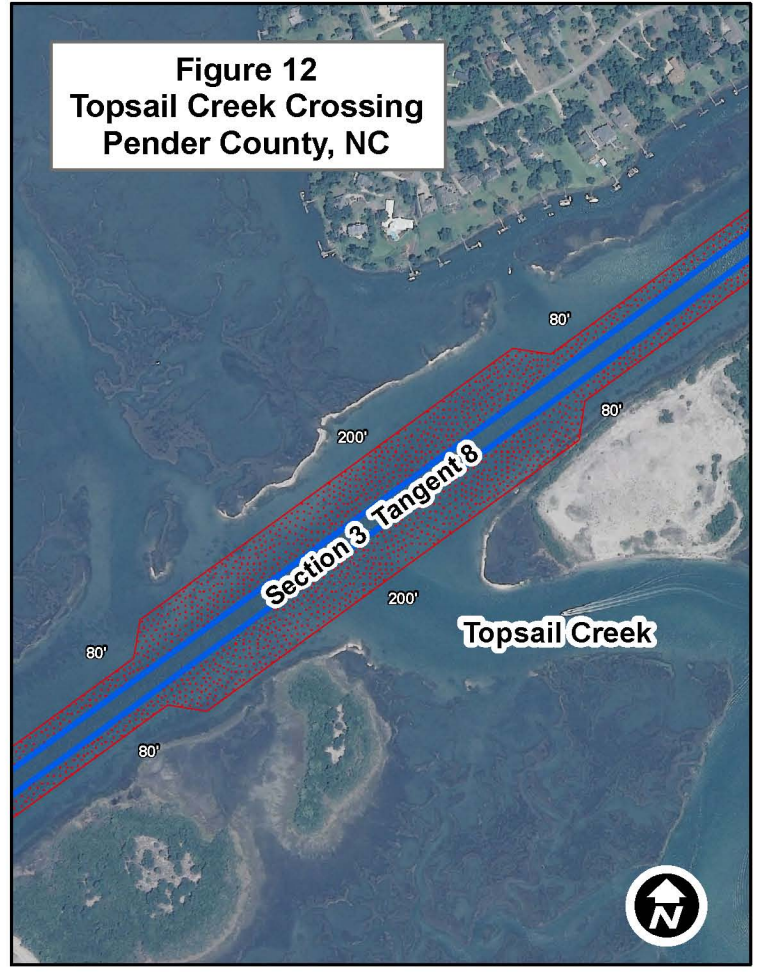 Figure 12
Topsail Creek Crossing
Pender County, NC
80'
80'
200'
Section 3 Tangent 8
200'
Topsail Creek
80'
80'
N